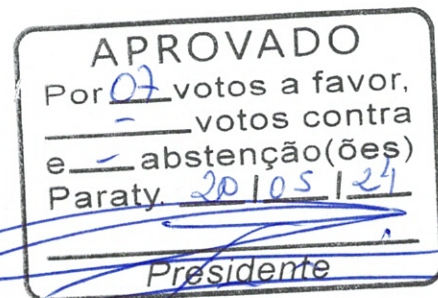 APROVADO
Por 07 votos a favor,
- votos contra
e - abstenção(ões)
Paraty. 20/05/24
Presidente